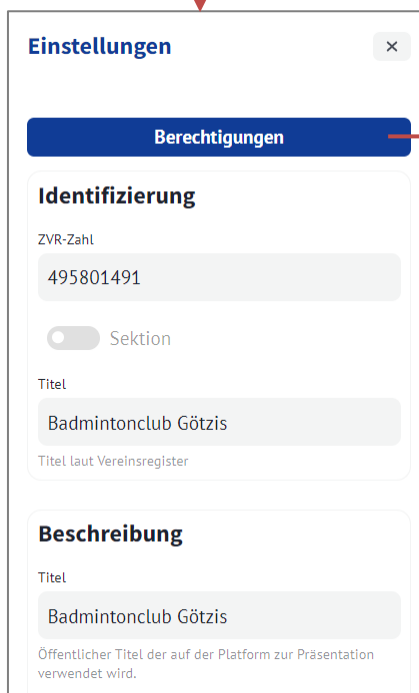 Einstellungen
Berechtigungen
Identifizierung
ZVR-Zahl
495801491
Sektion
Titel
Badmintonclub Götzis
Titel laut Vereinsregister
Beschreibung
Titel
Badmintonclub Götzis
Öffentlicher Titel der auf der Platform zur Präsentation
verwendet wird.